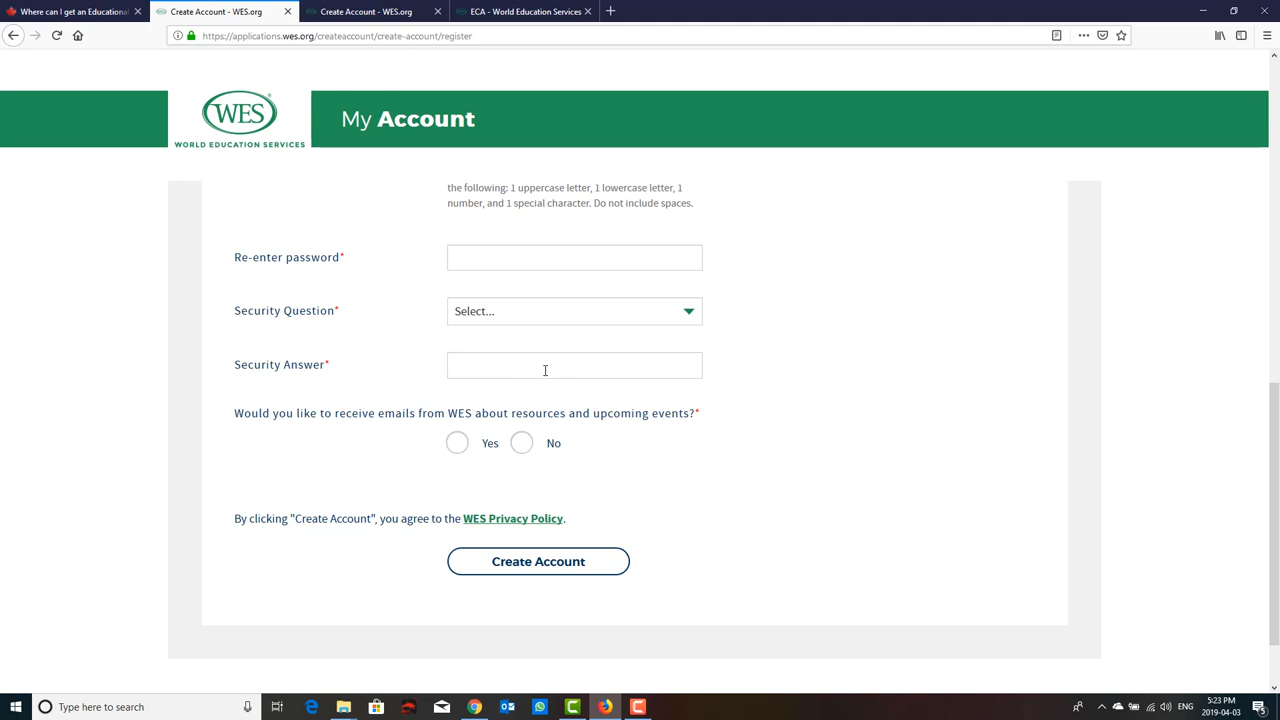 Where can I get an Educational
Create Account - WES.org
Create Account - WES.org
ECA - World Education Services
https://applications.wes.org/createaccount/create-account/register
WES
WORLD EDUCATION SERVICES
My Account
the following: 1 uppercase letter, 1 lowercase letter, 1
number, and 1 special character. Do not include spaces.
Re-enter password*
Security Question*
Select...
Security Answer*
Would you like to receive emails from WES about resources and upcoming events?*
Yes No
By clicking "Create Account", you agree to the WES Privacy Policy.
Create Account
Type here to search
ENG
5:23 PM
2019-04-03
5